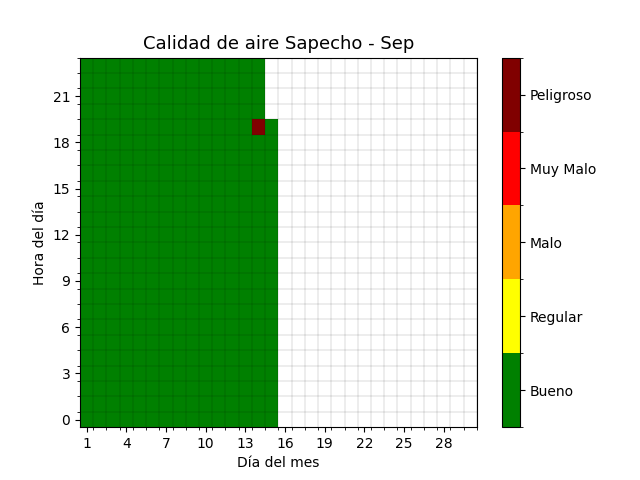 Calidad de aire Sapecho - Sep
Hora del día
21
18
15
12
9
6
3
0
1 4 7 10 13 16 19 22 25 28
Día del mes
Peligroso
Muy Malo
Malo
Regular
Bueno